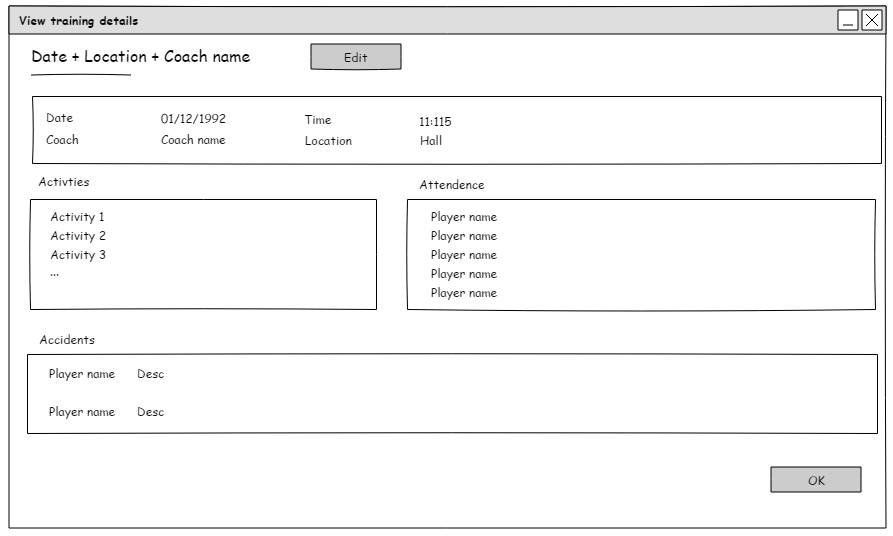 View training details
Date + Location + Coach name
Edit
Date 01/12/1992 Time 11:115
Coach Coach name Location Hall
Activties
Activity 1
Activity 2
Activity 3
...
Attendence
Player name
Player name
Player name
Player name
Player name
Accidents
Player name Desc
Player name Desc
OK